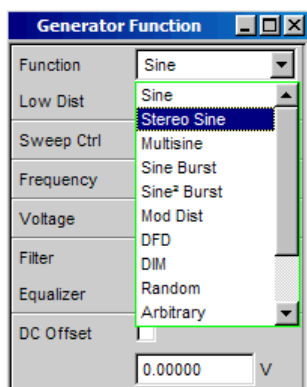 Generator Function
Function Sine
Low Dist Sine
Stereo Sine
Sweep Ctrl Multisine
Sine Burst
Frequency Sine² Burst
Voltage Mod Dist
DFD
Filter DIM
Equalizer Random
Arbitrary
DC Offset
0.00000 V